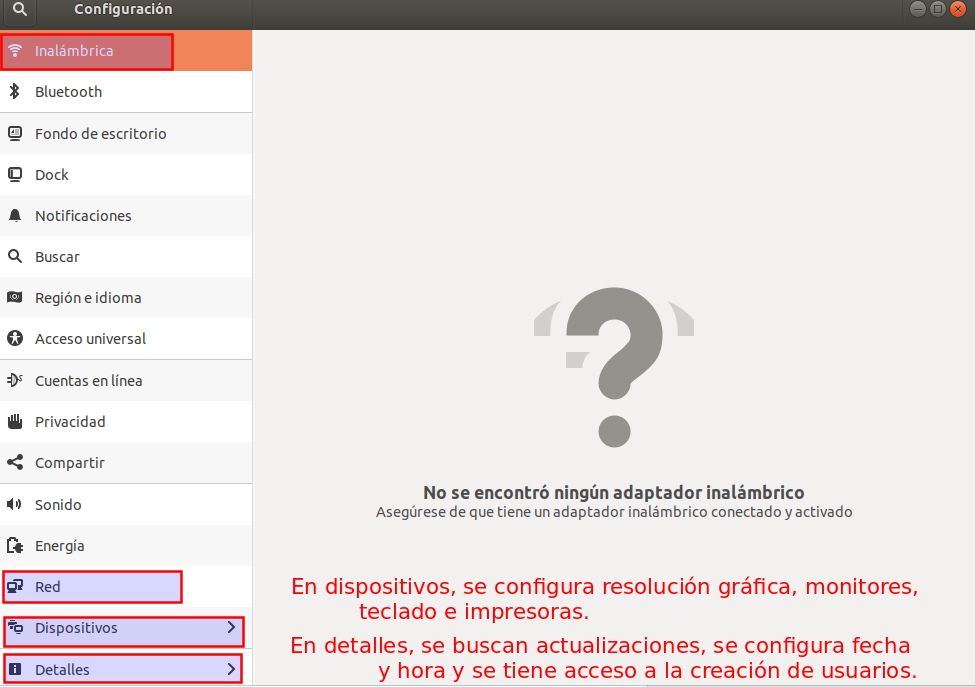 Configuración
Inalámbrica
Bluetooth
Fondo de escritorio
Dock
Notificaciones
Buscar
Región e idioma
Acceso universal
Cuentas en línea
Privacidad
Compartir
Sonido
Energía
Red
Dispositivos
Detalles
No se encontró ningún adaptador inalámbrico
Asegúrese de que tiene un adaptador inalámbrico conectado y activado
En dispositivos, se configura resolución gráfica, monitores,
teclado e impresoras.
En detalles, se buscan actualizaciones, se configura fecha
y hora y se tiene acceso a la creación de usuarios.